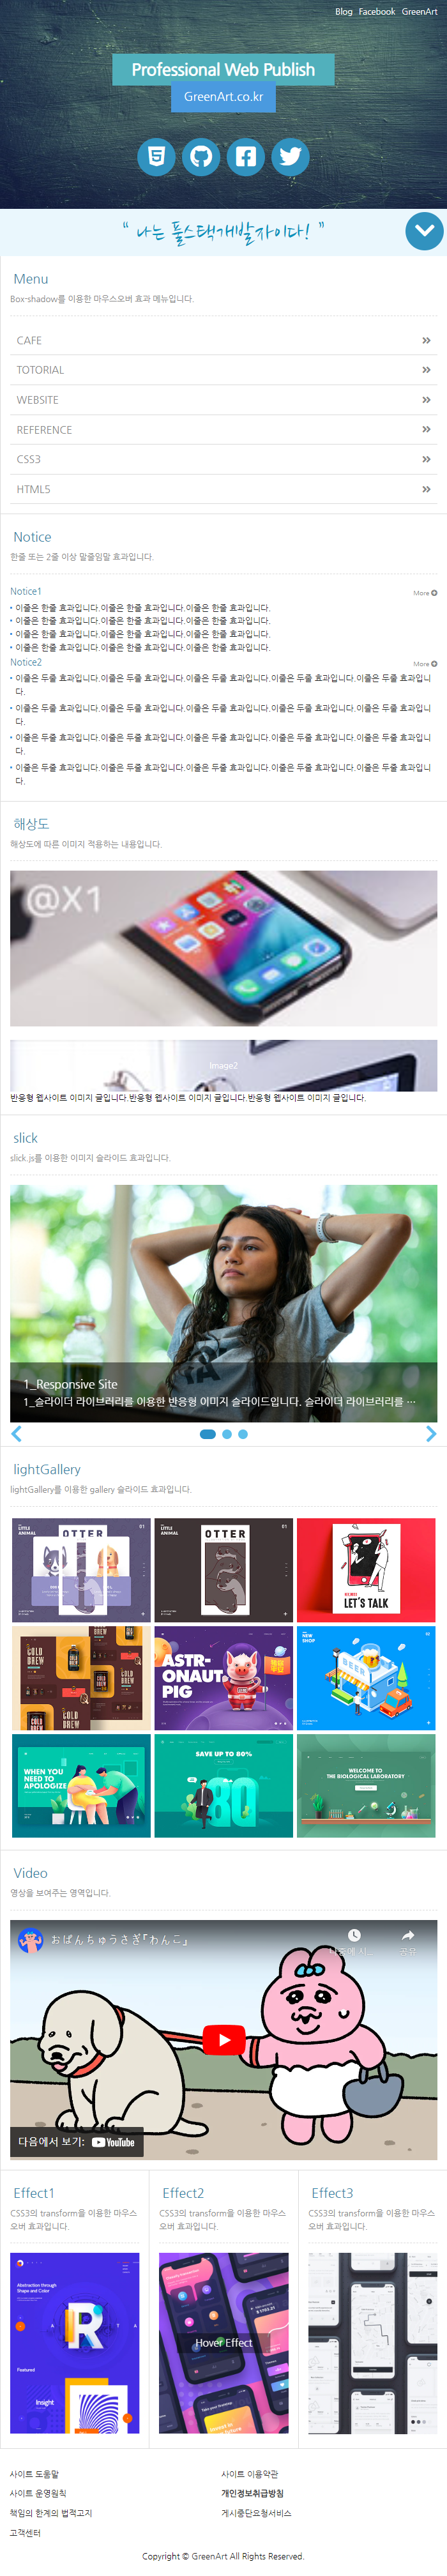 Blog Facebook GreenArt
Professional Web Publish
GreenArt.co.kr
“ 나는 풀스택개발자이다! ”
Menu
Box-shadow를 이용한 마우스오버 효과 메뉴입니다.
CAFE
TOTORIAL
WEBSITE
REFERENCE
CSS3
HTML5
Notice
한줄 또는 2줄 이상 말줄임말 효과입니다.
Notice1 More
이줄은 한줄 효과입니다.이줄은 한줄 효과입니다.이줄은 한줄 효과입니다.
이줄은 한줄 효과입니다.이줄은 한줄 효과입니다.이줄은 한줄 효과입니다.
이줄은 한줄 효과입니다.이줄은 한줄 효과입니다.이줄은 한줄 효과입니다.
이줄은 한줄 효과입니다.이줄은 한줄 효과입니다.이줄은 한줄 효과입니다.
Notice2 More
이줄은 두줄 효과입니다.이줄은 두줄 효과입니다.이줄은 두줄 효과입니다.이줄은 두줄 효과입니다.이줄은 두줄 효과입니
다.
이줄은 두줄 효과입니다.이줄은 두줄 효과입니다.이줄은 두줄 효과입니다.이줄은 두줄 효과입니다.이줄은 두줄 효과입니
다.
이줄은 두줄 효과입니다.이줄은 두줄 효과입니다.이줄은 두줄 효과입니다.이줄은 두줄 효과입니다.이줄은 두줄 효과입니
다.
이줄은 두줄 효과입니다.이줄은 두줄 효과입니다.이줄은 두줄 효과입니다.이줄은 두줄 효과입니다.이줄은 두줄 효과입니
다.
해상도
해상도에 따른 이미지 적용하는 내용입니다.
@X1
Image2
반응형 웹사이트 이미지 글입니다.반응형 웹사이트 이미지 글입니다.반응형 웹사이트 이미지 글입니다.
slick
slick.js를 이용한 이미지 슬라이드 효과입니다.
1_Responsive Site
1_슬라이더 라이브러리를 이용한 반응형 이미지 슬라이드입니다. 슬라이더 라이브러리를 ···
lightGallery
lightGallery를 이용한 gallery 슬라이드 효과입니다.
LITTLE ANIMAL OTTER 01
LITTLE ANIMAL OTTER 01
LET'S TALK
COLD BREW
ASTR-
ONAUT
PIG
NEW SHOP
BEER
WHEN YOU
NEED TO
APOLOGIZE
SAVE UP TO 80%
80
WELCOME TO
THE BIOLOGICAL LABORATORY
Video
영상을 보여주는 영역입니다.
おぱんちゅうさぎ「わんこ」
나중에 시... 공유
다음에서 보기: YouTube
Effect1
CSS3의 transform을 이용한 마우스
오버 효과입니다.
Abstraction through
Shape and Color
R
Featured
Insight
Effect2
CSS3의 transform을 이용한 마우스
오버 효과입니다.
Hover Effect
Effect3
CSS3의 transform을 이용한 마우스
오버 효과입니다.
사이트 도움말
사이트 이용약관
사이트 운영원칙
개인정보취급방침
책임의 한계의 법적고지
게시중단요청서비스
고객센터
Copyright © GreenArt All Rights Reserved.